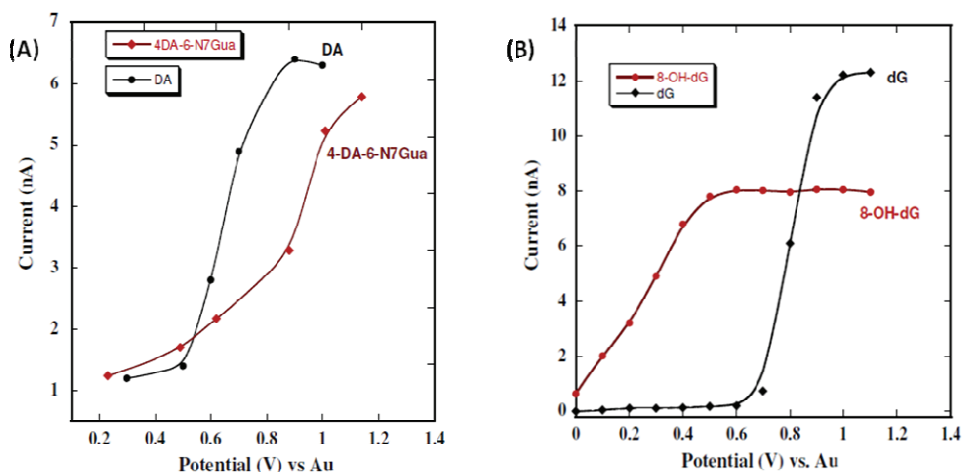 (A)
7
6
5
4
3
2
1
Current (nA)
4DA-6-N7Gua
DA
DA
4-DA-6-N7Gua
0.2 0.4 0.6 0.8 1 1.2 1.4
Potential (V) vs Au
(B)
14
12
10
8
6
4
2
0
Current (nA)
8-OH-dG
dG
dG
8-OH-dG
0 0.2 0.4 0.6 0.8 1 1.2 1.4
Potential (V) vs. Au